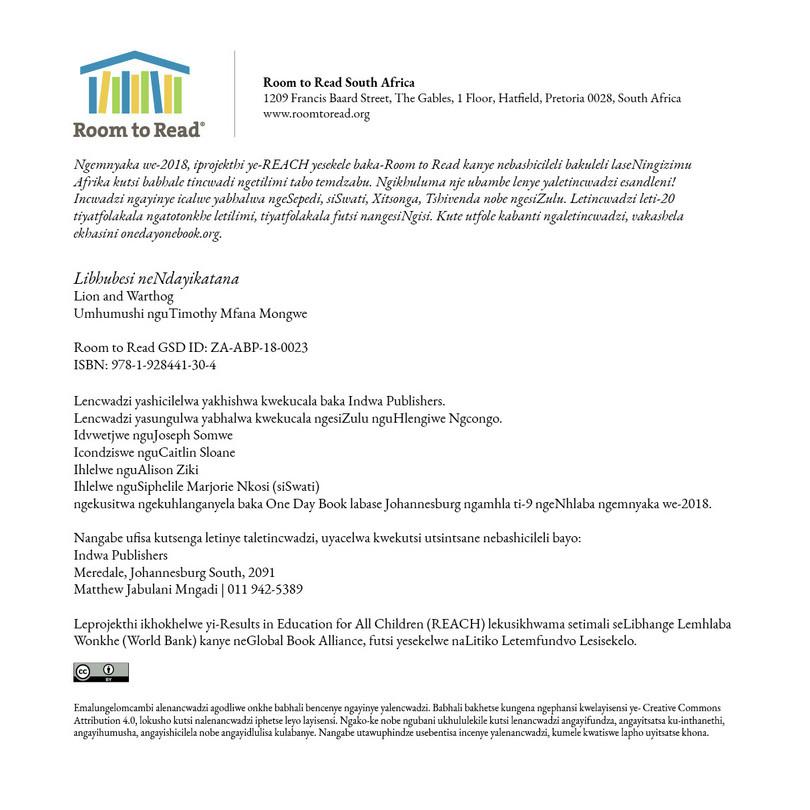 Room to Read®
Room to Read South Africa
1209 Francis Baard Street, The Gables, 1 Floor, Hatfield, Pretoria 0028, South Africa
www.roomtoread.org
Ngemnyaka we-2018, iprojekthi ye-REACH yesekele baka-Room to Read kanye nebashicileli bakuleli laseNingizimu
Afrika kutsi babhale tincwadi ngetilimi tabo temdzabu. Ngikhuluma nje ubambe lenye yaletincwadzi esandleni!
Incwadzi ngayinye icalwe yabhalwa ngeSepedi, siSwati, Xitsonga, Tshivenda nobe ngesiZulu. Letincwadzi leti-20
tiyatfolakala ngatotonkhe letilimi, tiyatfolakala futsi nangesiNgisi. Kute utfole kabanti ngaletincwadzi, vakashela
ekhasini onedayonebook.org.
Libhubesi neNdayikatana
Lion and Warthog
Umhumushi nguTimothy Mfana Mongwe
Room to Read GSD ID: ZA-ABP-18-0023
ISBN: 978-1-928441-30-4
Lencwadzi yashicilelwa yakhishwa kwekucala baka Indwa Publishers.
Lencwadzi yasungulwa yabhalwa kwekucala ngesiZulu nguHlengiwe Ngcongo.
Idvwetjwe nguJoseph Somwe
Icondziswe nguCaitlin Sloane
Ihlelwe nguAlison Ziki
Ihlelwe nguSiphelile Marjorie Nkosi (siSwati)
ngekusitwa ngekuhlanganyela baka One Day Book labase Johannesburg ngamhla ti-9 ngeNhlaba ngemnyaka we-2018.
Nangabe ufisa kutsenga letinye taletincwadzi, uyacelwa kwekutsi utsintsane nebashicileli bayo:
Indwa Publishers
Meredale, Johannesburg South, 2091
Matthew Jabulani Mngadi | 011 942-5389
Leprojekthi ikhokhelwe yi-Results in Education for All Children (REACH) lekusikhwama setimali seLibhange Lemhlaba
Wonkhe (World Bank) kanye neGlobal Book Alliance, futsi yesekelwe naLitiko Letemfundvo Lesisekelo.
cc BY
Emalungelomcambi alenancwadzi agodliwe onkhe babhali bencenye ngayinye yalencwadzi. Babhali bakhetse kungena ngephansi kwelayisensi ye- Creative Commons
Attribution 4.0, lokusho kutsi nalenancwadzi iphetse leyo layisensi. Ngako-ke nobe ngubani ukhululekile kutsi lenancwadzi angayifundza, angayitsatsa ku-inthanethi,
angayihumusha, angayishicilela nobe angayidlulisa kulabanye. Nangabe utawuphindze usebentisa incenye yalenancwadzi, kumele kwatiswe lapho uyitsatse khona.